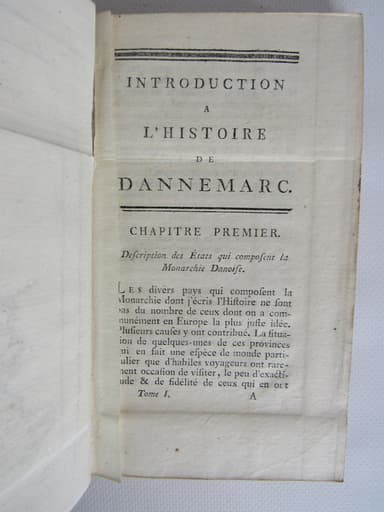 INTRODUCTION
A
L'HISTOIRE
DE
DANNEMARC.
CHAPITRE PREMIER.
Description des États qui composent la
Monarchie Danoise.
LES divers pays qui composent la
Monarchie dont j'écris l'Histoire ne sont
pas du nombre de ceux dont on a com-
munément en Europe la plus juste idée.
Plusieurs causes y ont contribué. La situa-
tion de quelques-unes de ces provinces
qui en fait une espèce de monde parti-
culier que d'habiles voyageurs ont rare-
ment occasion de visiter, le peu d'exacti-
tude & de fidélité de ceux qui en ont
Tome I. A